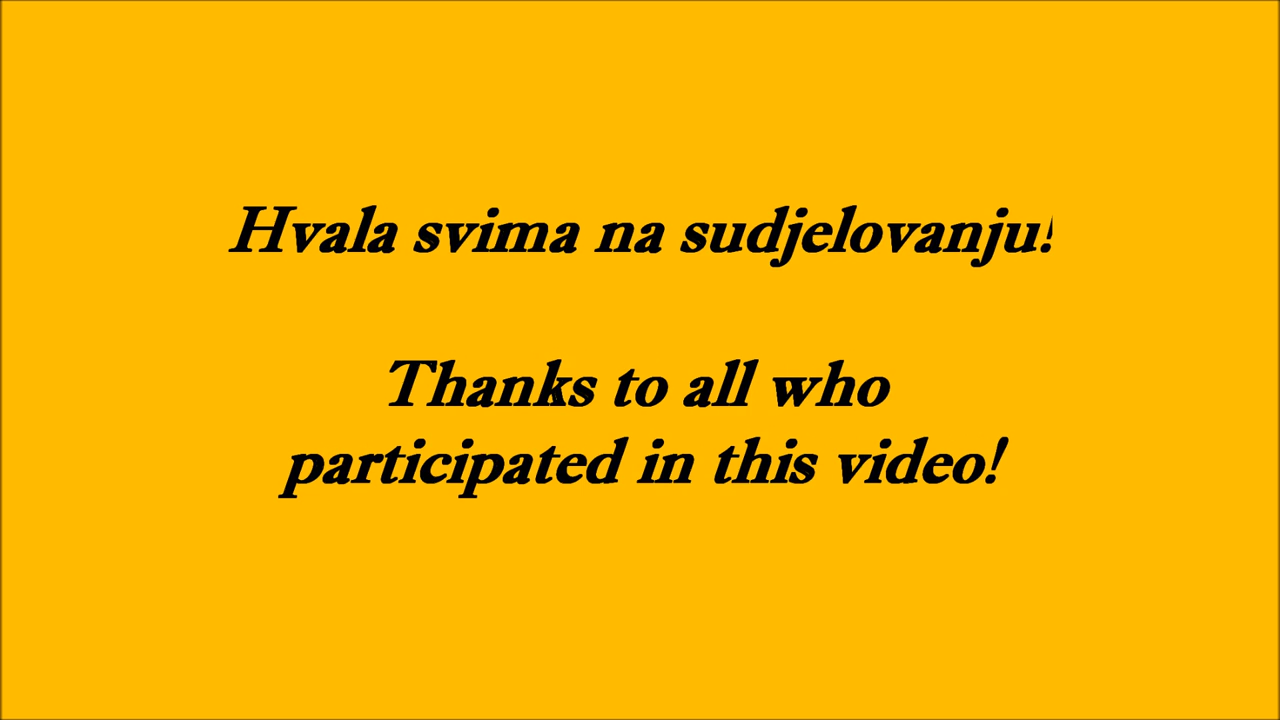 Hvala svima na sudjelovanju!
Thanks to all who
participated in this video!